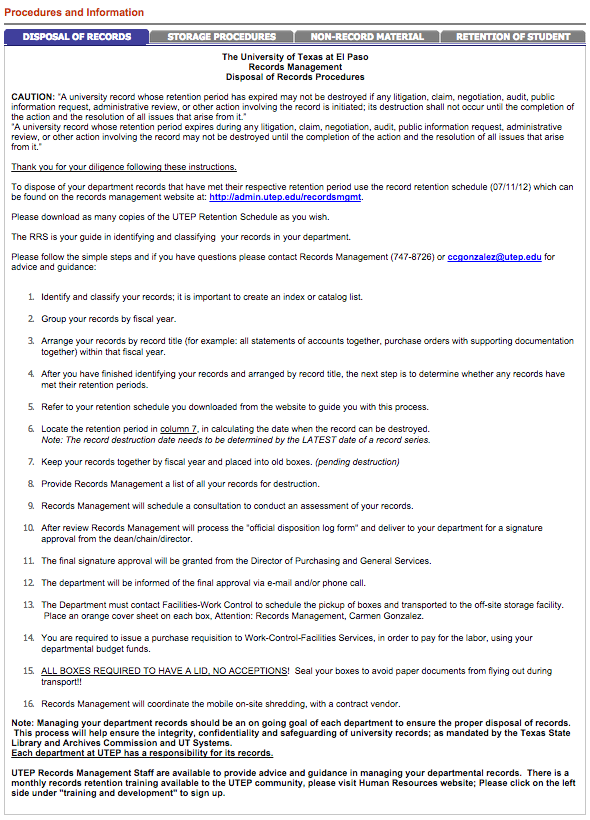 Procedures and Information
DISPOSAL OF RECORDS
STORAGE PROCEDURES
NON-RECORD MATERIAL
RETENTION OF STUDENT
The University of Texas at El Paso
Records Management
Disposal of Records Procedures
CAUTION: "A university record whose retention period has expired may not be destroyed if any litigation, claim, negotiation, audit, public
information request, administrative review, or other action involving the record is initiated; its destruction shall not occur until the completion of
the action and the resolution of all issues that arise from it."
"A university record whose retention period expires during any litigation, claim, negotiation, audit, public information request, administrative
review, or other action involving the record may not be destroyed until the completion of the action and the resolution of all issues that arise
from it."
Thank you for your diligence following these instructions.
To dispose of your department records that have met their respective retention period use the record retention schedule (07/11/12) which can
be found on the records management website at: http://admin.utep.edu/recordsmgmt.
Please download as many copies of the UTEP Retention Schedule as you wish.
The RRS is your guide in identifying and classifying your records in your department.
Please follow the simple steps and if you have questions please contact Records Management (747-8726) or ccgonzalez@utep.edu for
advice and guidance:
1. Identify and classify your records; it is important to create an index or catalog list.
2. Group your records by fiscal year.
3. Arrange your records by record title (for example: all statements of accounts together, purchase orders with supporting documentation
together) within that fiscal year.
4. After you have finished identifying your records and arranged by record title, the next step is to determine whether any records have
met their retention periods.
5. Refer to your retention schedule you downloaded from the website to guide you with this process.
6. Locate the retention period in column 7, in calculating the date when the record can be destroyed.
Note: The record destruction date needs to be determined by the LATEST date of a record series.
7. Keep your records together by fiscal year and placed into old boxes. (pending destruction)
8. Provide Records Management a list of all your records for destruction.
9. Records Management will schedule a consultation to conduct an assessment of your records.
10. After review Records Management will process the "official disposition log form" and deliver to your department for a signature
approval from the dean/chain/director.
11. The final signature approval will be granted from the Director of Purchasing and General Services.
12. The department will be informed of the final approval via e-mail and/or phone call.
13. The Department must contact Facilities-Work Control to schedule the pickup of boxes and transported to the off-site storage facility.
Place an orange cover sheet on each box, Attention: Records Management, Carmen Gonzalez.
14. You are required to issue a purchase requisition to Work-Control-Facilities Services, in order to pay for the labor, using your
departmental budget funds.
15. ALL BOXES REQUIRED TO HAVE A LID, NO ACCEPTIONS! Seal your boxes to avoid paper documents from flying out during
transport!!
16. Records Management will coordinate the mobile on-site shredding, with a contract vendor.
Note: Managing your department records should be an on going goal of each department to ensure the proper disposal of records.
This process will help ensure the integrity, confidentiality and safeguarding of university records; as mandated by the Texas State
Library and Archives Commission and UT Systems.
Each department at UTEP has a responsibility for its records.
UTEP Records Management Staff are available to provide advice and guidance in managing your departmental records. There is a
monthly records retention training available to the UTEP community, please visit Human Resources website; Please click on the left
side under "training and development" to sign up.